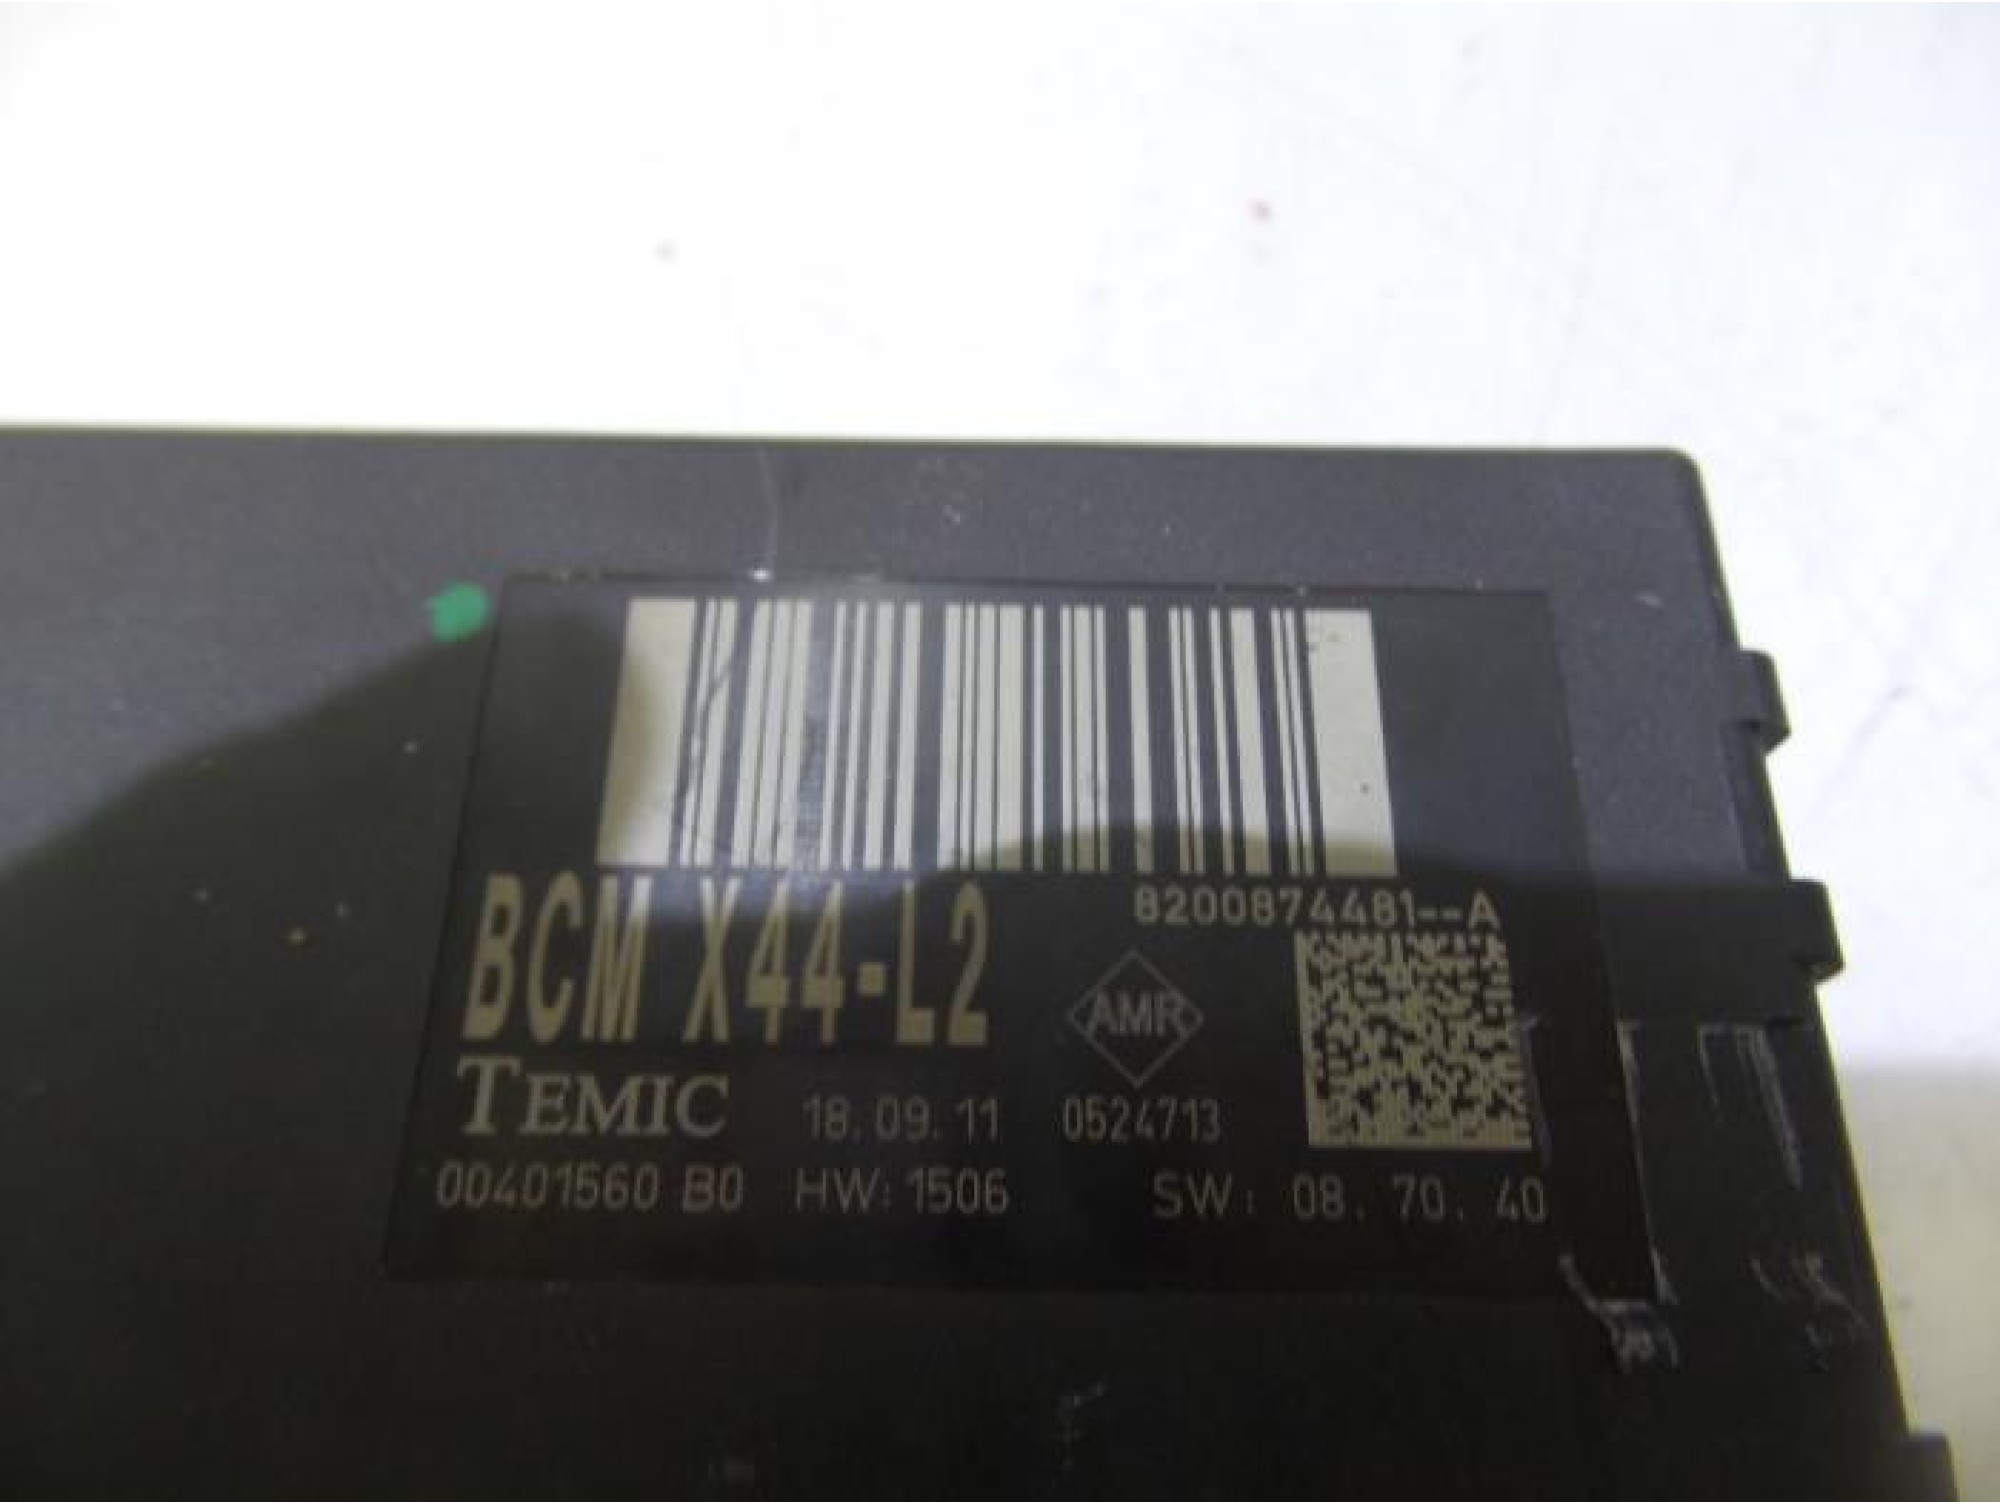 8200874481--A
BCM X44-L2
AMR
TEMIC 18.09.11 0524713
00401560 B0 HW: 1506 SW: 08.70.40